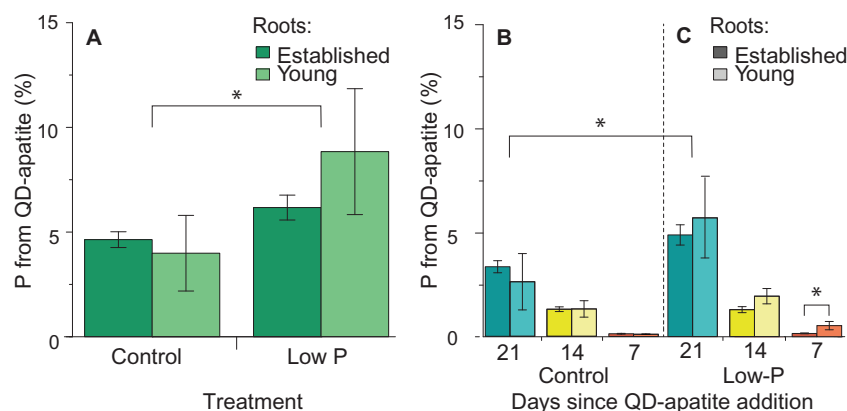 A
Roots:
Established
Young
P from QD-apatite (%)
15
10
5
0
*
Control
Low P
Treatment
B
C
Roots:
Established
Young
P from QD-apatite (%)
15
10
5
0
*
*
21 14 7 21 14 7
Control Low-P
Days since QD-apatite addition